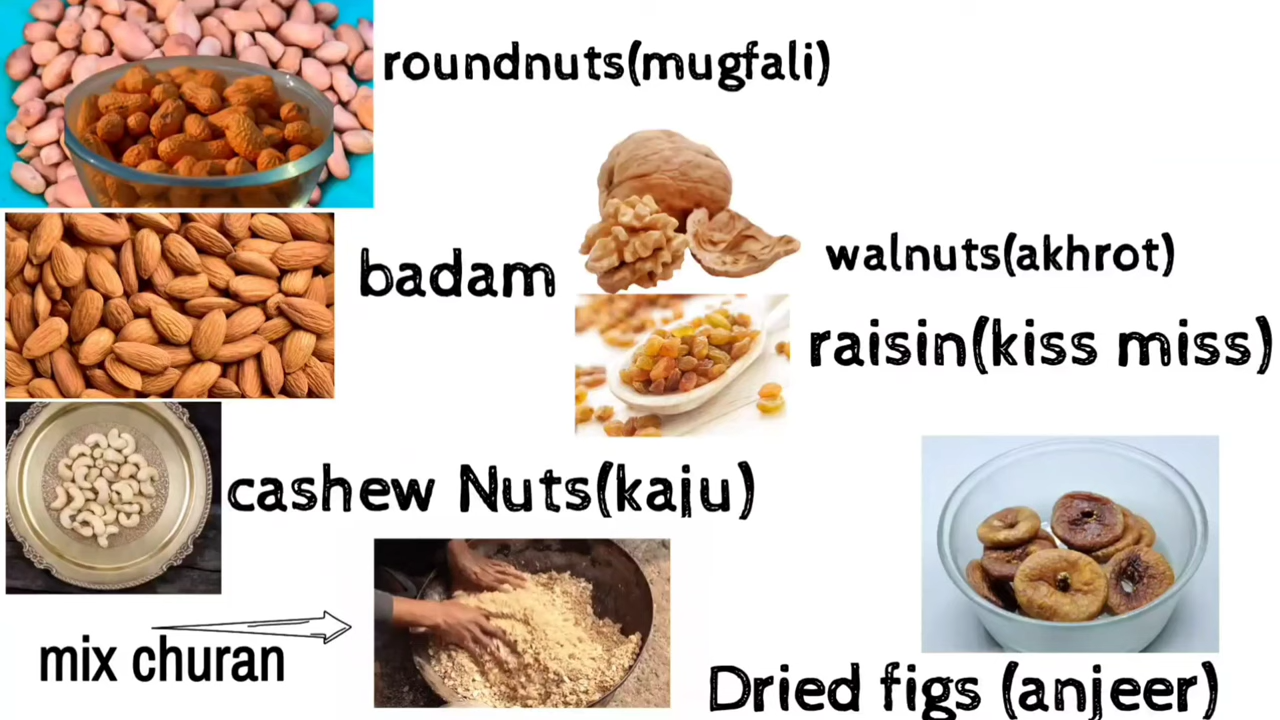 roundnuts(mugfali)
badam
walnuts(akhrot)
raisin(kiss miss)
cashew Nuts(kaju)
mix churan
Dried figs (anjeer)